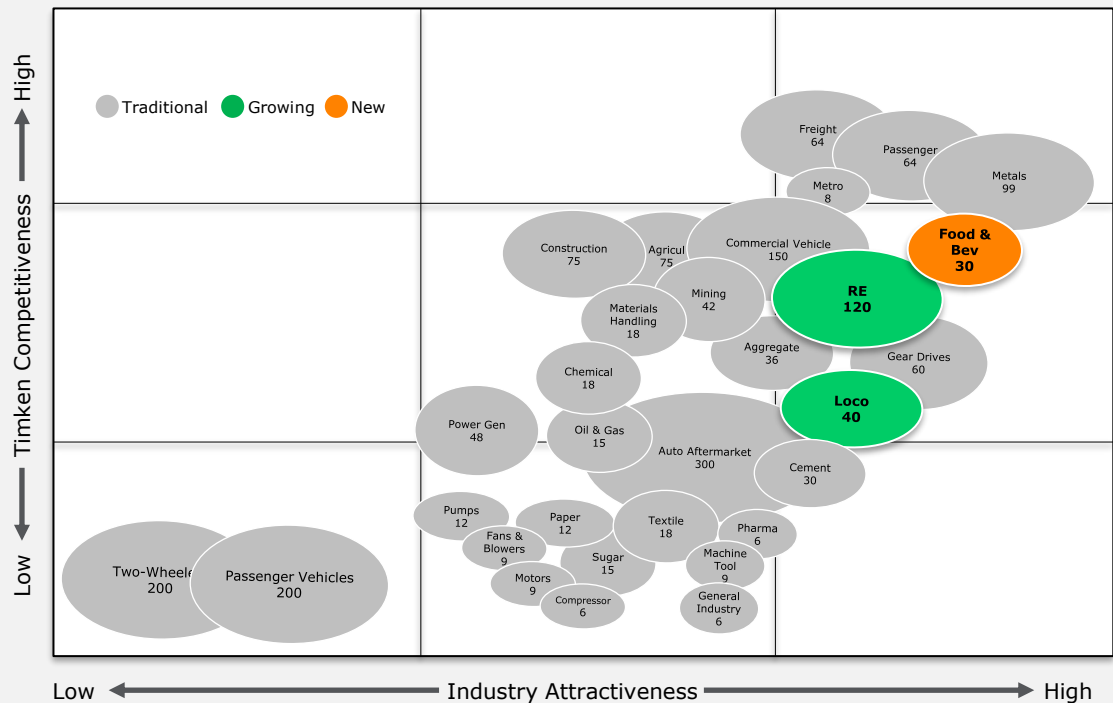 High
Timken Competitiveness
Low
Traditional
Growing
New
Freight
64
Passenger
64
Metals
99
Metro
8
Food &
Bev
30
Construction
75
Agricul
75
Commercial Vehicle
150
Mining
42
RE
120
Materials
Handling
18
Aggregate
36
Gear Drives
60
Chemical
18
Loco
40
Power Gen
48
Oil & Gas
15
Auto Aftermarket
300
Cement
30
Pumps
12
Paper
12
Textile
18
Pharma
6
Fans &
Blowers
9
Sugar
15
Machine
Tool
9
Motors
9
Compressor
6
General
Industry
6
Two-Wheele
200
Passenger Vehicles
200
Low
Industry Attractiveness
High